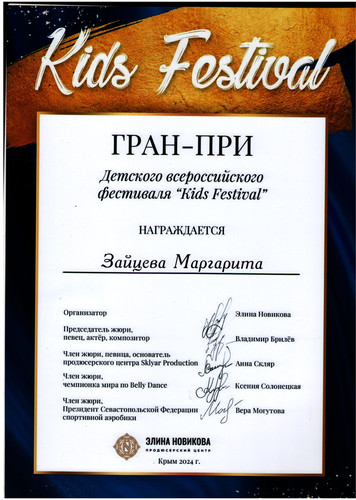 Kids Festival
ГРАН-ПРИ
Детского всероссийского
фестиваля "Kids Festival"
НАГРАЖДАЕТСЯ
Зайцева Маргарита
Организатор
Элина Новикова
Председатель жюри,
певец, актёр, композитор
Владимир Брилёв
Член жюри, певица, основатель
продюсерского центра Sklyar Production
Анна Скляр
Член жюри,
чемпионка мира по Belly Dance
Ксения Солонецкая
Член жюри,
Президент Севастопольской Федерации
спортивной аэробики
Вера Могутова
ЭЛИНА НОВИКОВА
ПРОДЮСЕРСКИЙ ЦЕНТР
Крым 2024 г.